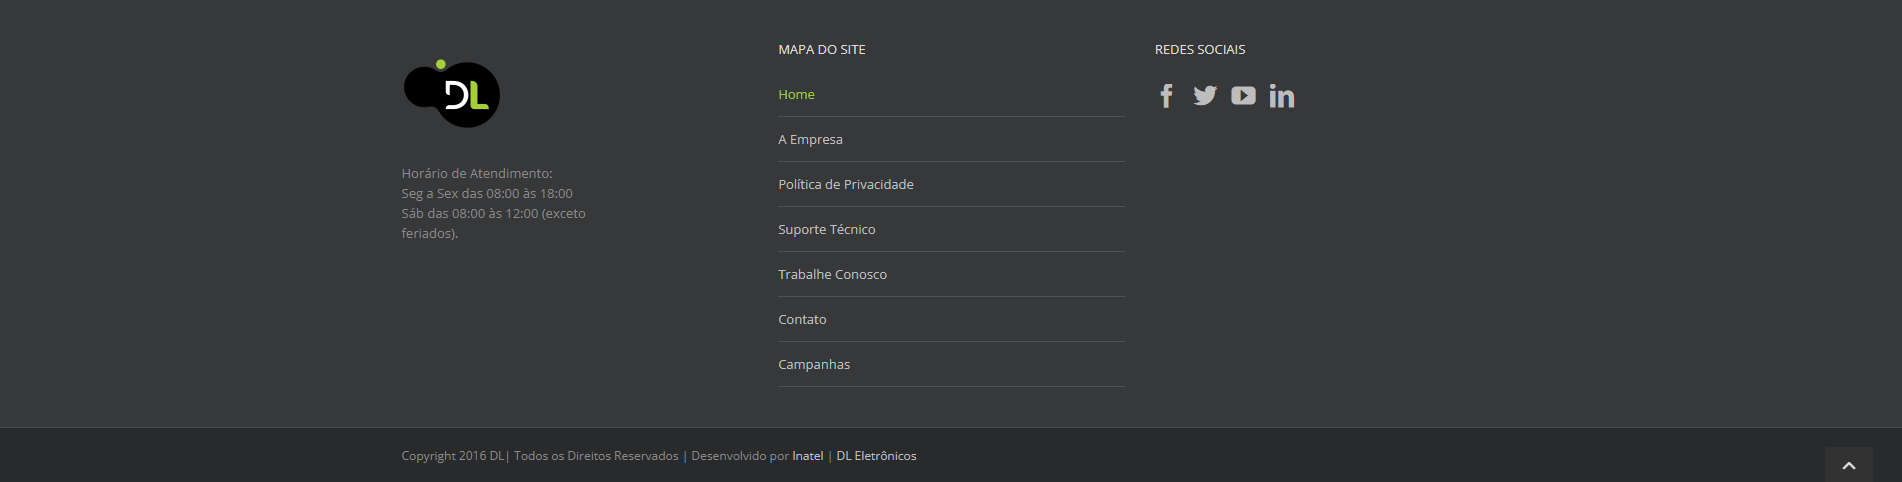 DL
Horário de Atendimento:
Seg a Sex das 08:00 às 18:00
Sáb das 08:00 às 12:00 (exceto
feriados).
MAPA DO SITE
Home
A Empresa
Política de Privacidade
Suporte Técnico
Trabalhe Conosco
Contato
Campanhas
REDES SOCIAIS
Copyright 2016 DL| Todos os Direitos Reservados | Desenvolvido por Inatel | DL Eletrônicos